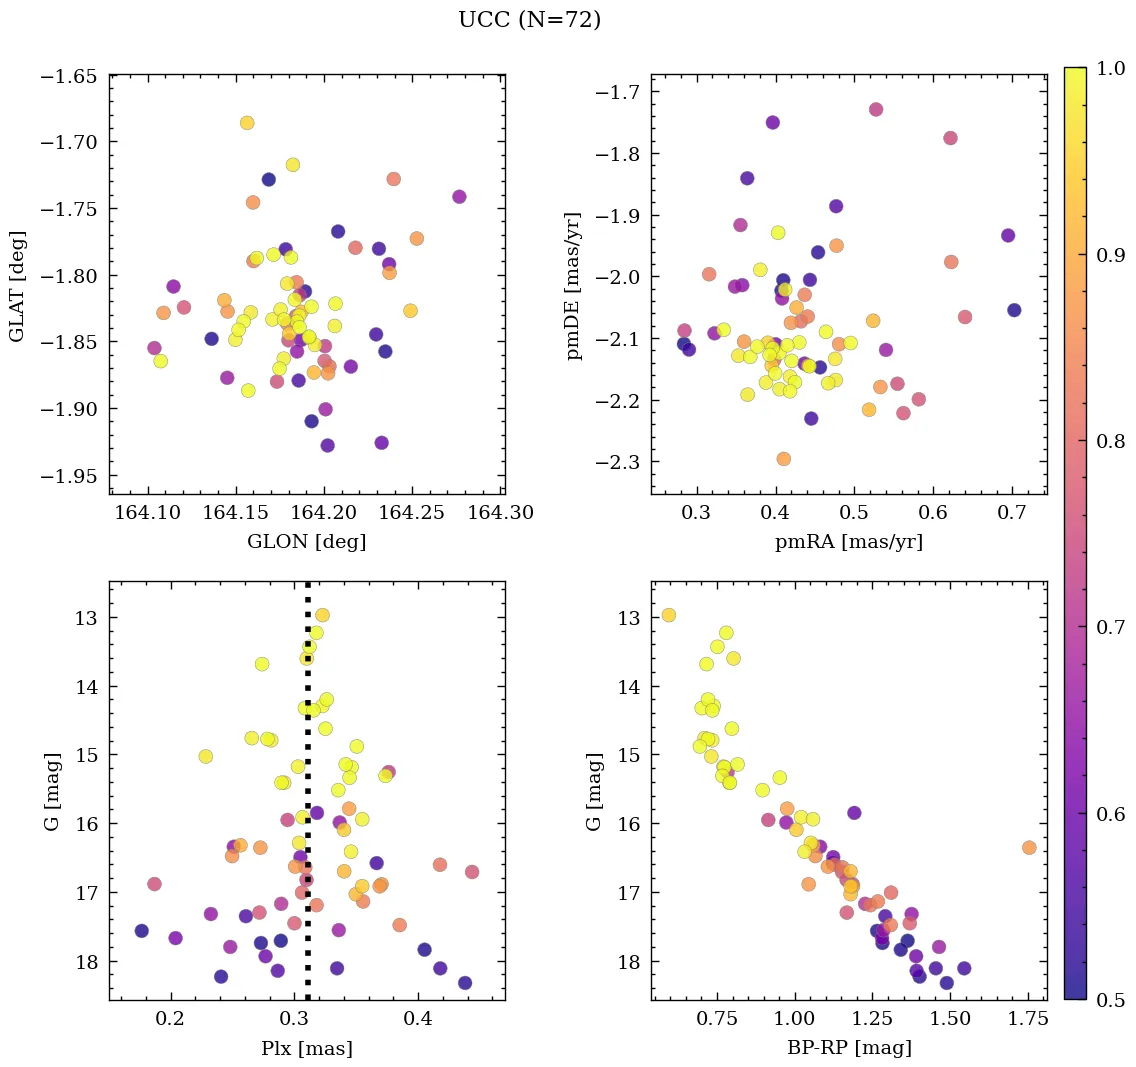 UCC (N=72)
−1.65
−1.70
−1.75
−1.80
−1.85
−1.90
−1.95
GLAT [deg]
164.10 164.15 164.20 164.25 164.30
GLON [deg]
−1.7
−1.8
−1.9
−2.0
−2.1
−2.2
−2.3
pmDE [mas/yr]
0.3 0.4 0.5 0.6 0.7
pmRA [mas/yr]
13
14
15
16
17
18
G [mag]
0.2 0.3 0.4
Plx [mas]
13
14
15
16
17
18
G [mag]
0.75 1.00 1.25 1.50 1.75
BP-RP [mag]
1.0
0.9
0.8
0.7
0.6
0.5